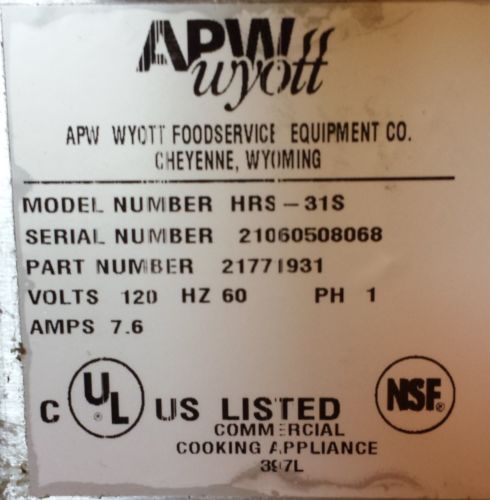 APW
wyott
APW WYOTT FOODSERVICE EQUIPMENT CO.
CHEYENNE, WYOMING
MODEL NUMBER HRS-31S
SERIAL NUMBER 21060508068
PART NUMBER 21771931
VOLTS 120 HZ 60 PH 1
AMPS 7.6
C UL ® US LISTED NSF ®
COMMERCIAL
COOKING APPLIANCE
397L